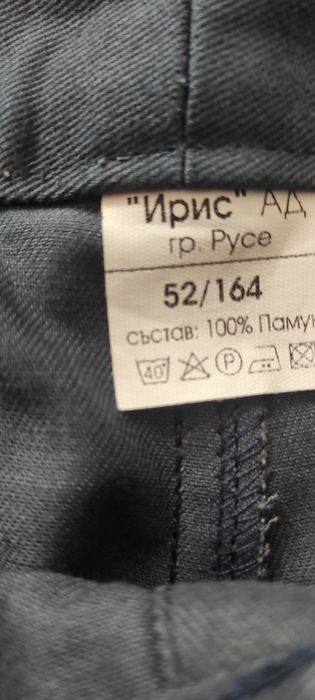 "Ирис" АД
гр. Русе
52/164
състав: 100% Памук
40° P